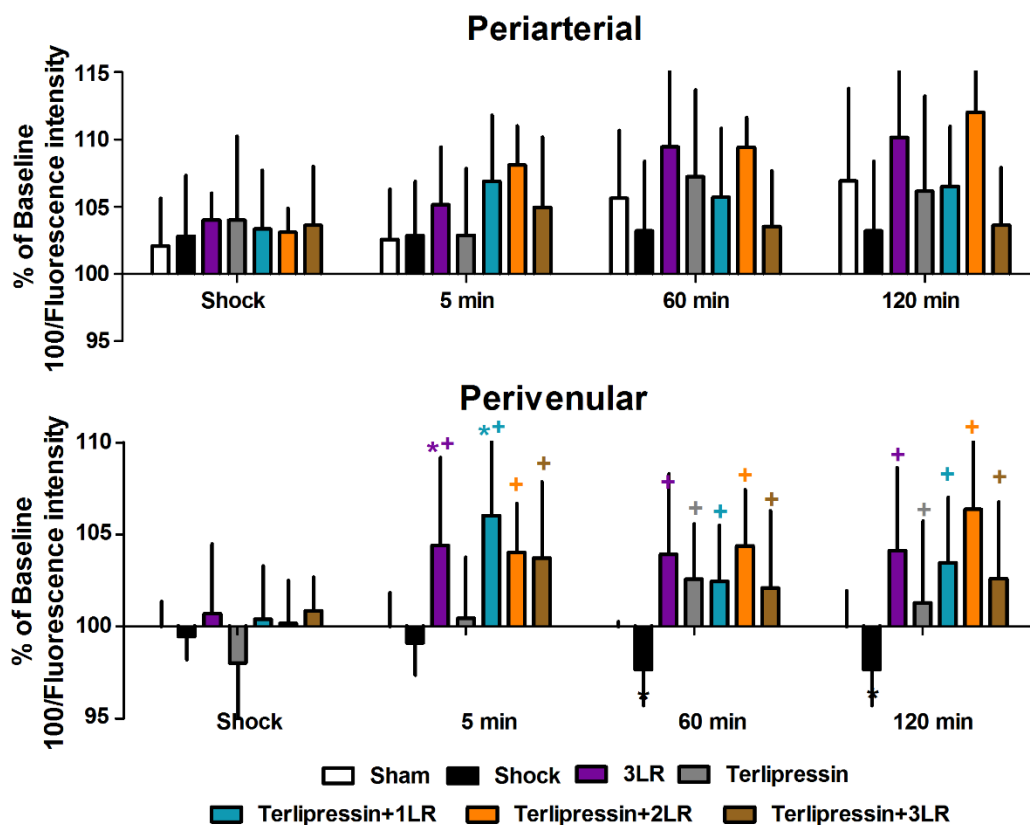 Periarterial
% of Baseline
100/Fluorescence intensity
115
110
105
100
95
Shock 5 min 60 min 120 min
Perivenular
% of Baseline
100/Fluorescence intensity
110
105
100
95
*+ *+ + +
+ + + + +
+ + + + +
* *
Shock 5 min 60 min 120 min
Sham Shock 3LR Terlipressin
Terlipressin+1LR Terlipressin+2LR Terlipressin+3LR